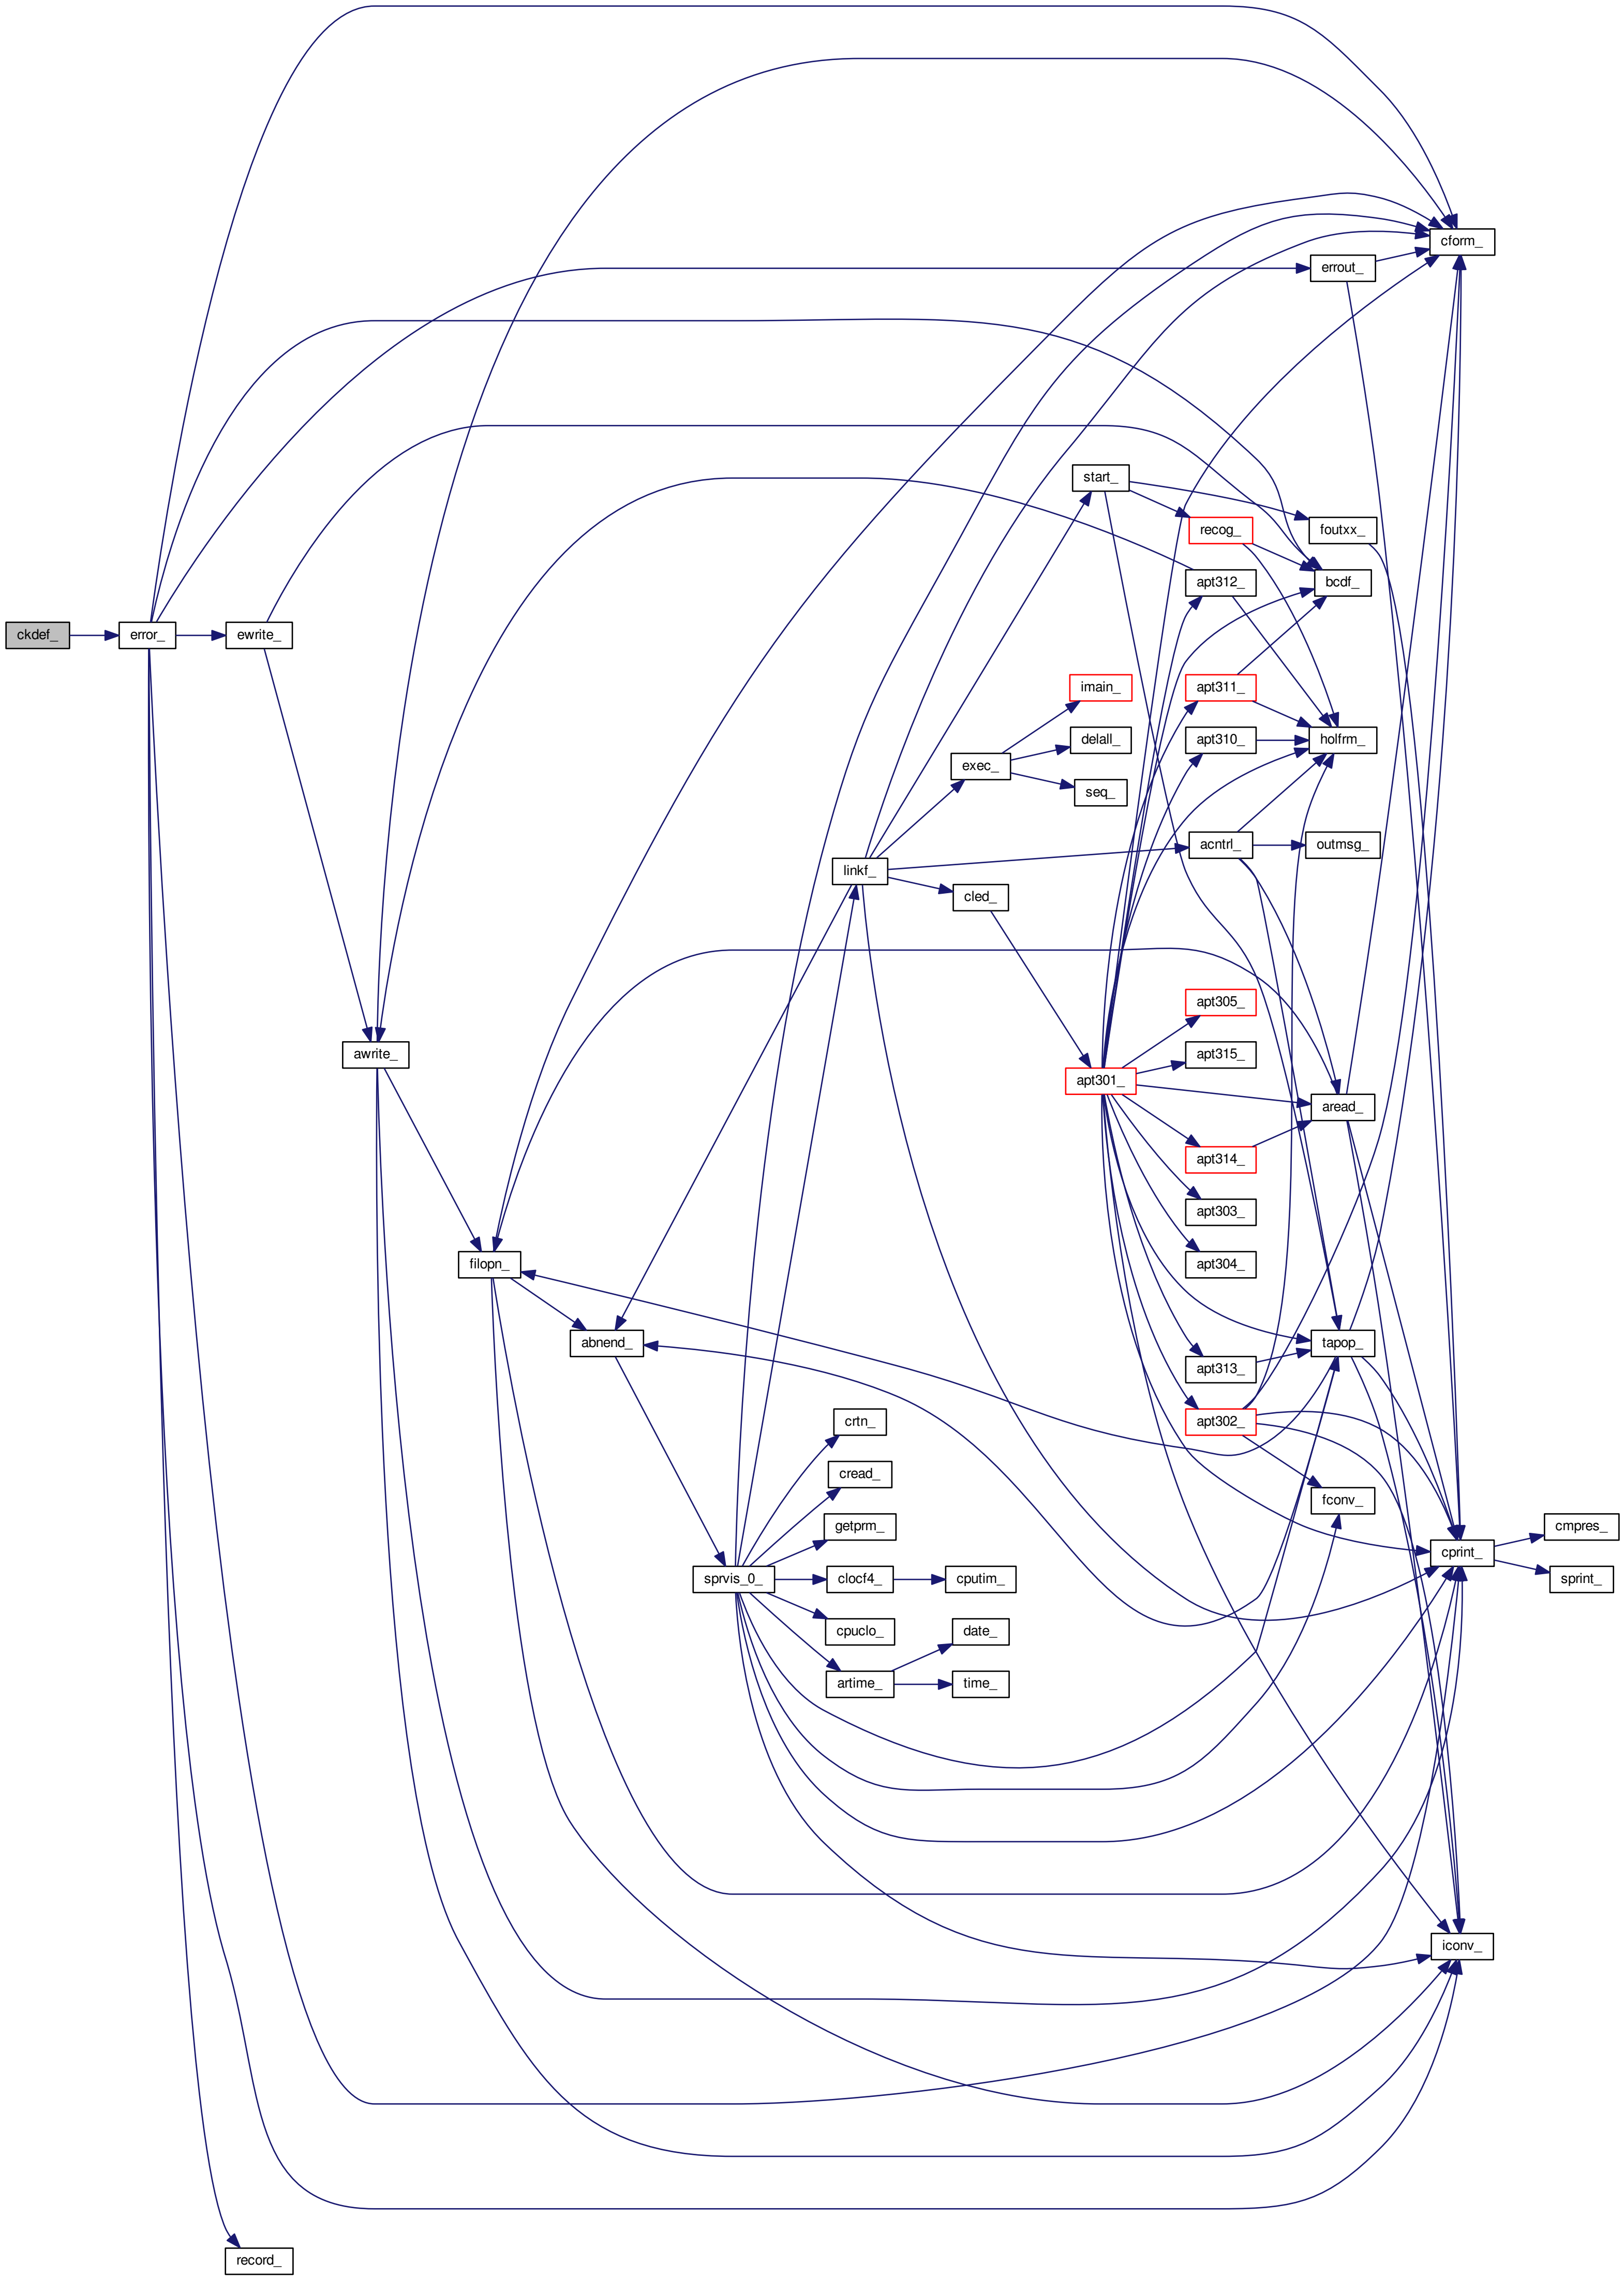 cform_
errout_
start_
recog_
foutxx_
apt312_
bcdf_
ckdef_
error_
ewrite_
imain_
apt311_
delall_
apt310_
holfrm_
exec_
seq_
acntrl_
outmsg_
linkf_
cled_
apt305_
awrite_
apt315_
apt301_
aread_
apt314_
apt303_
filopn_
apt304_
abnend_
tapop_
apt313_
crtn_
apt302_
cread_
fconv_
getprm_
cmpres_
cprint_
sprvis_0_
clocf4_
cputim_
sprint_
cpuclo_
date_
artime_
time_
iconv_
record_